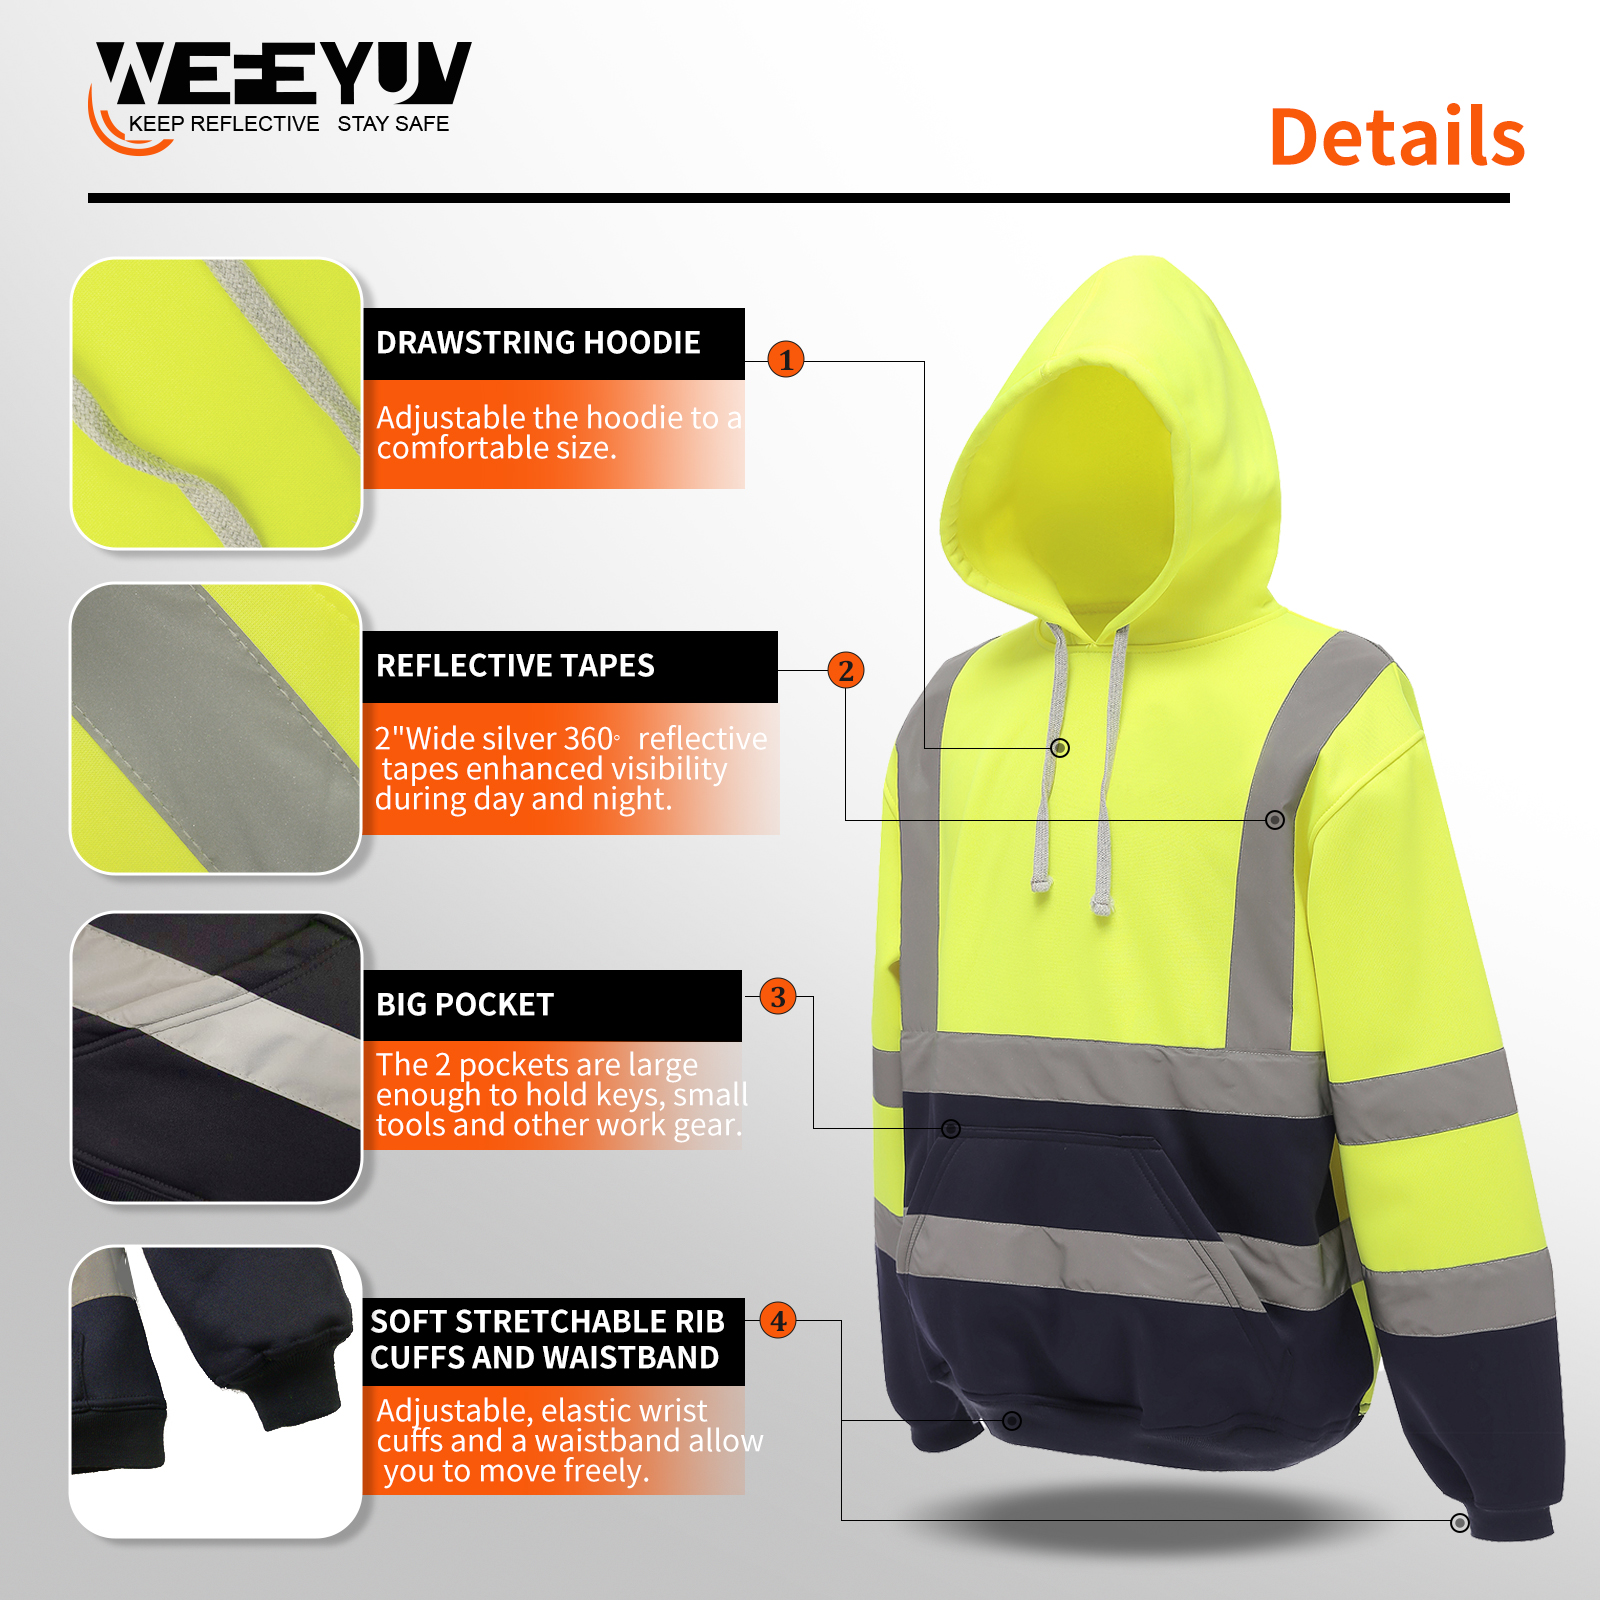 WEFEYUV
KEEP REFLECTIVE STAY SAFE
Details
DRAWSTRING HOODIE
Adjustable the hoodie to a
comfortable size.
1
REFLECTIVE TAPES
2"Wide silver 360° reflective
tapes enhanced visibility
during day and night.
2
BIG POCKET
The 2 pockets are large
enough to hold keys, small
tools and other work gear.
3
SOFT STRETCHABLE RIB
CUFFS AND WAISTBAND
Adjustable, elastic wrist
cuffs and a waistband allow
you to move freely.
4